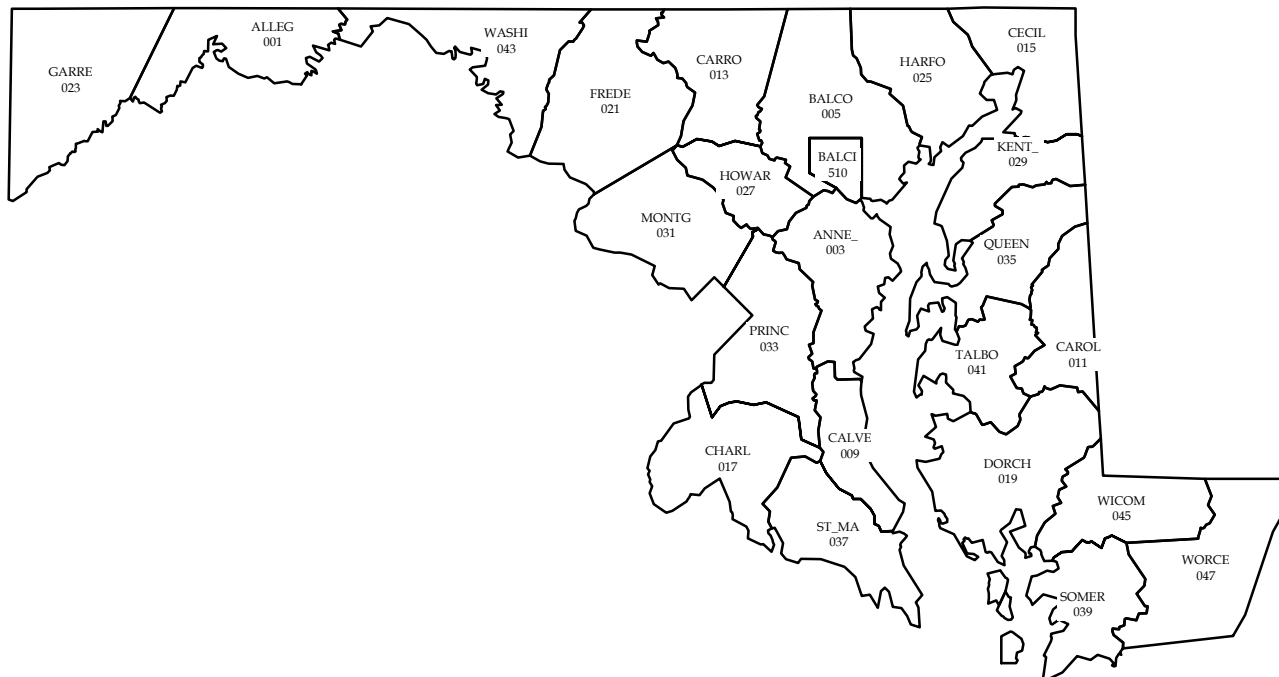 ALLEG
001
WASHI
043
CECIL
015
GARRE
023
CARRO
013
HARFO
025
FREDE
021
BALCO
005
KENT_
029
BALCI
510
HOWAR
027
MONTG
031
ANNE_
003
QUEEN
035
PRINC
033
TALBO
041
CAROL
011
CHARL
017
CALVE
009
DORCH
019
WICOM
045
ST_MA
037
WORCE
047
SOMER
039